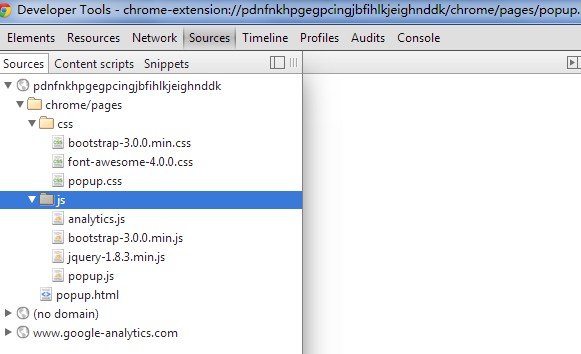 Developer Tools - chrome-extension://pdnfnkhpgegpcingjbfihlkjeighnddk/chrome/pages/popup.
Elements Resources Network Sources Timeline Profiles Audits Console
Sources Content scripts Snippets
pdnfnkhpgegpcingjbfihlkjeighnddk
chrome/pages
css
bootstrap-3.0.0.min.css
font-awesome-4.0.0.css
popup.css
js
analytics.js
bootstrap-3.0.0.min.js
jquery-1.8.3.min.js
popup.js
popup.html
(no domain)
www.google-analytics.com